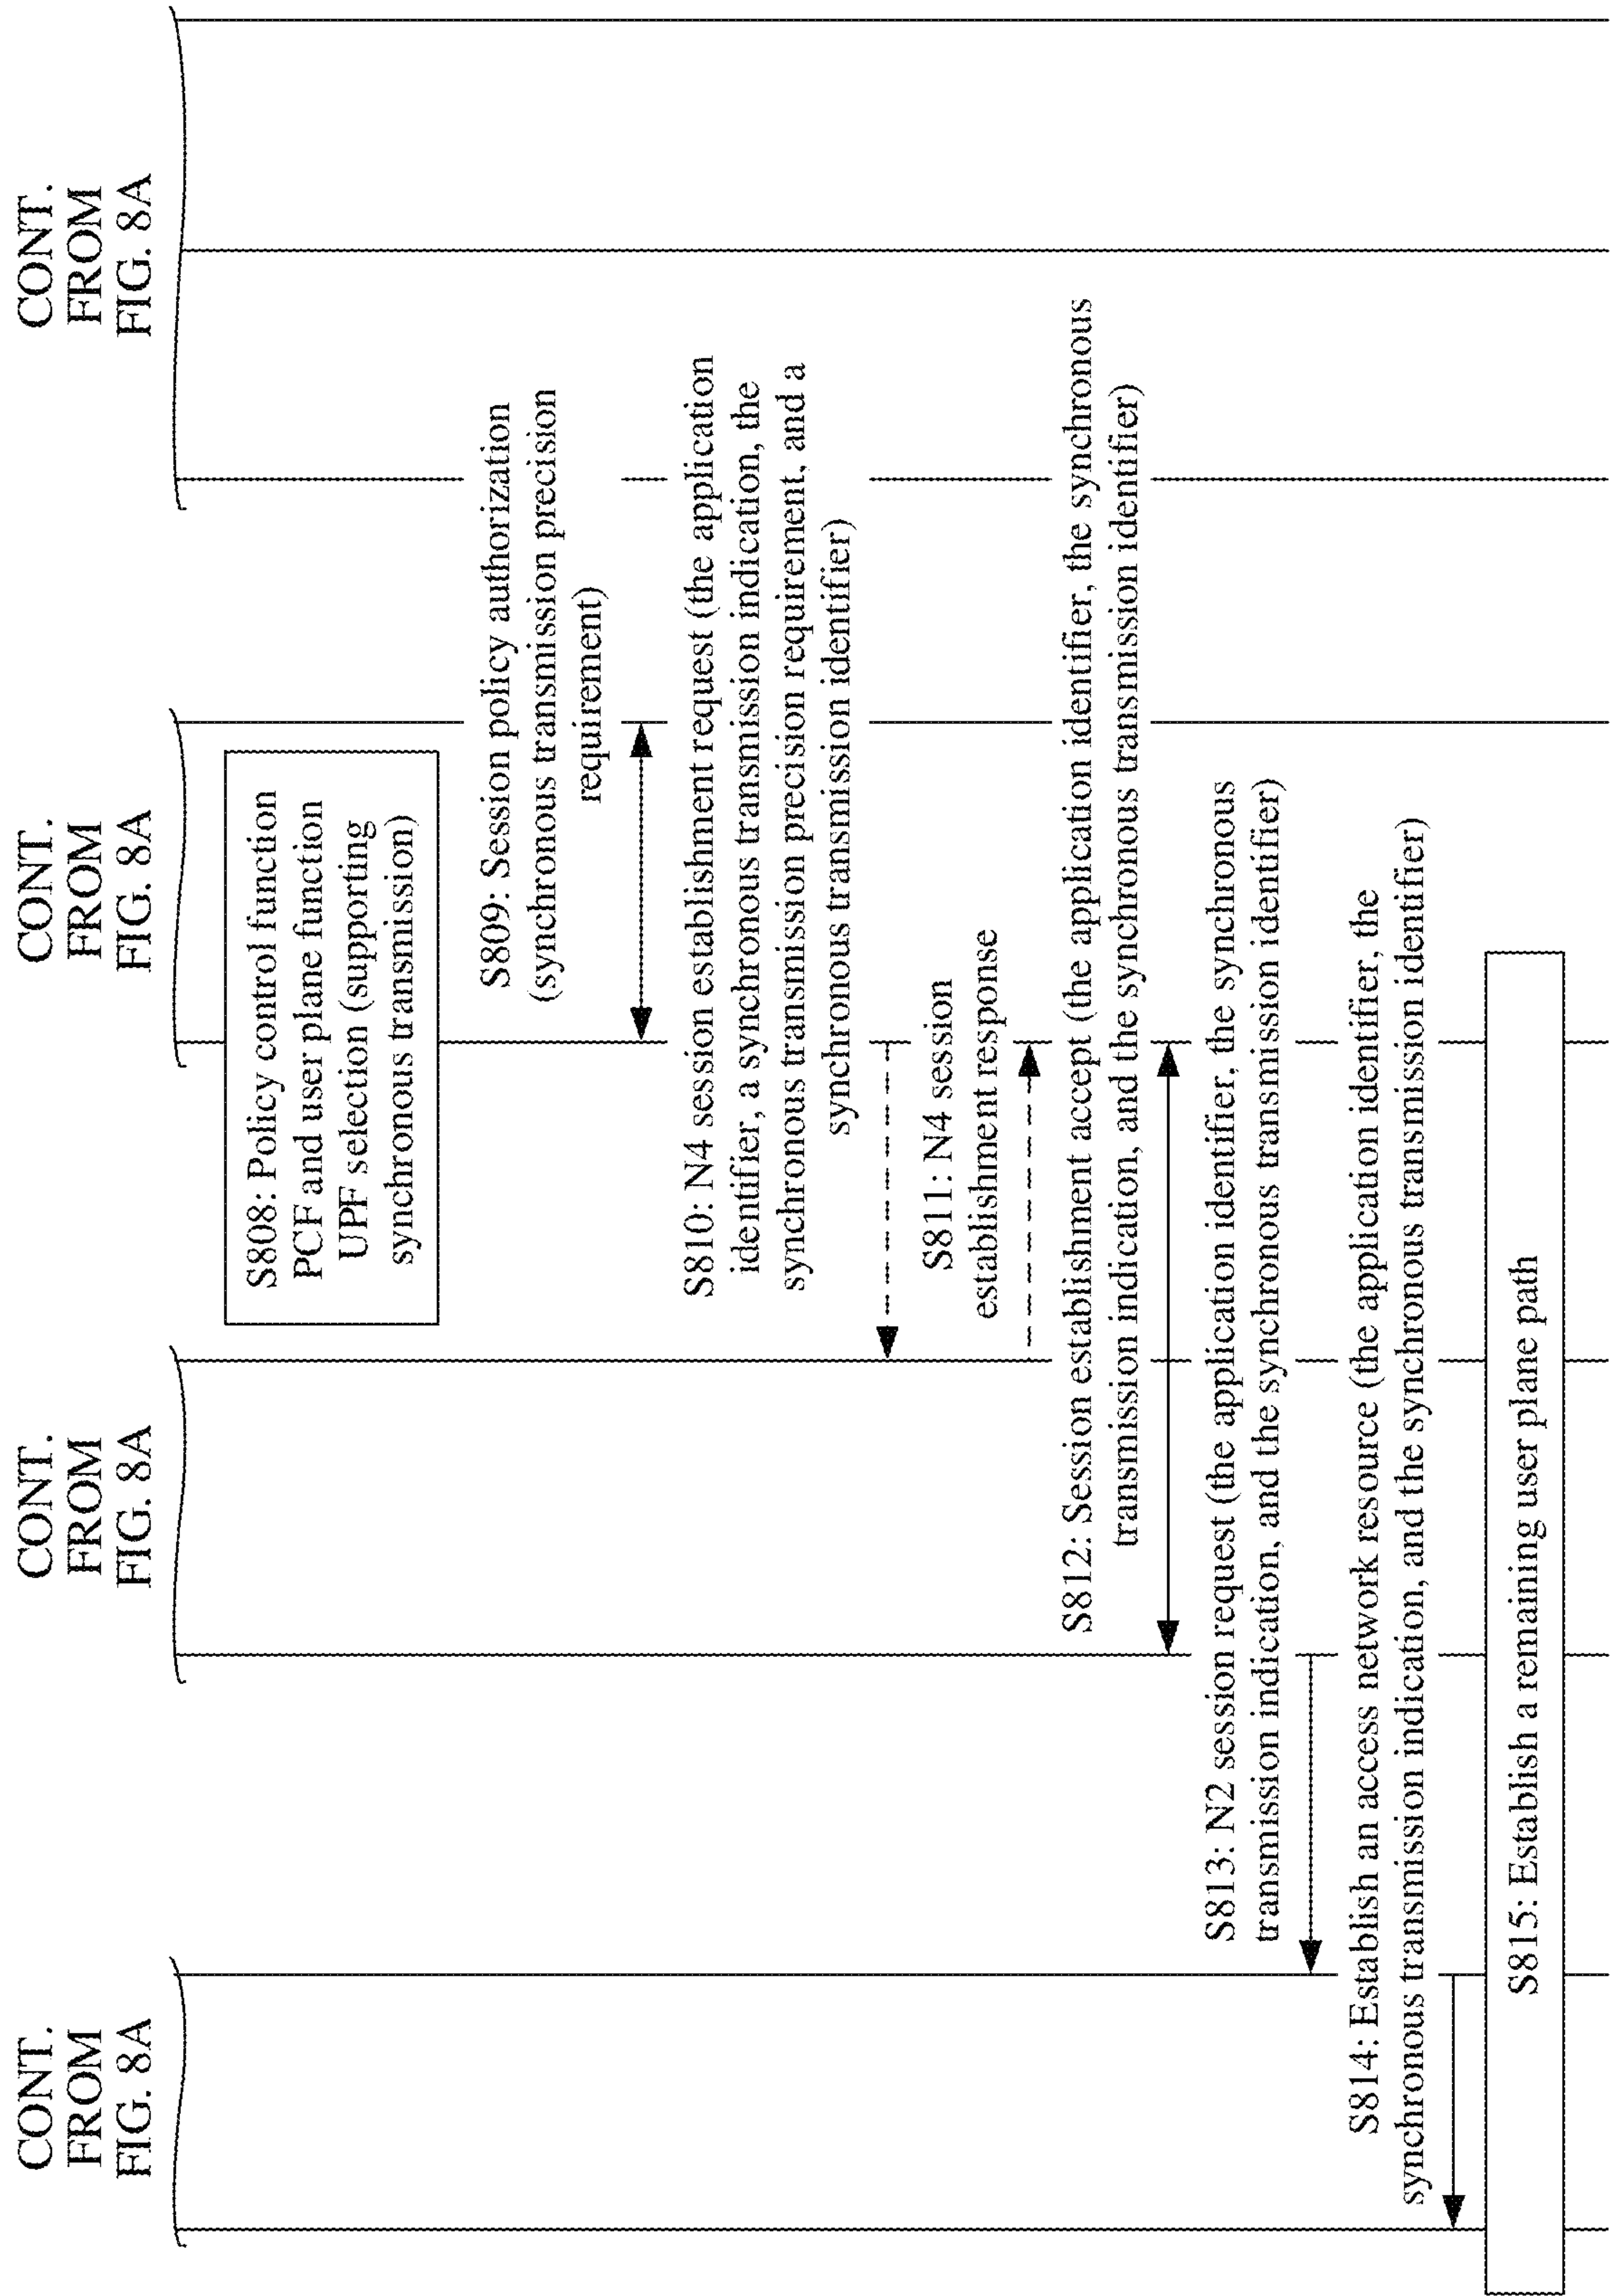 CONT.
FROM
FIG. 8A
CONT.
FROM
FIG. 8A
CONT.
FROM
FIG. 8A
CONT.
FROM
FIG. 8A
S808: Policy control function
PCF and user plane function
UPF selection (supporting
synchronous transmission)
S809: Session policy authorization
(synchronous transmission precision
requirement)
S810: N4 session establishment request (the application
identifier, a synchronous transmission indication, the
synchronous transmission precision requirement, and a
synchronous transmission identifier)
S811: N4 session
establishment response
S812: Session establishment accept (the application identifier, the synchronous
transmission indication, and the synchronous transmission identifier)
S813: N2 session request (the application identifier, the synchronous
transmission indication, and the synchronous transmission identifier)
S814: Establish an access network resource (the application identifier, the
synchronous transmission indication, and the synchronous transmission identifier)
S815: Establish a remaining user plane path